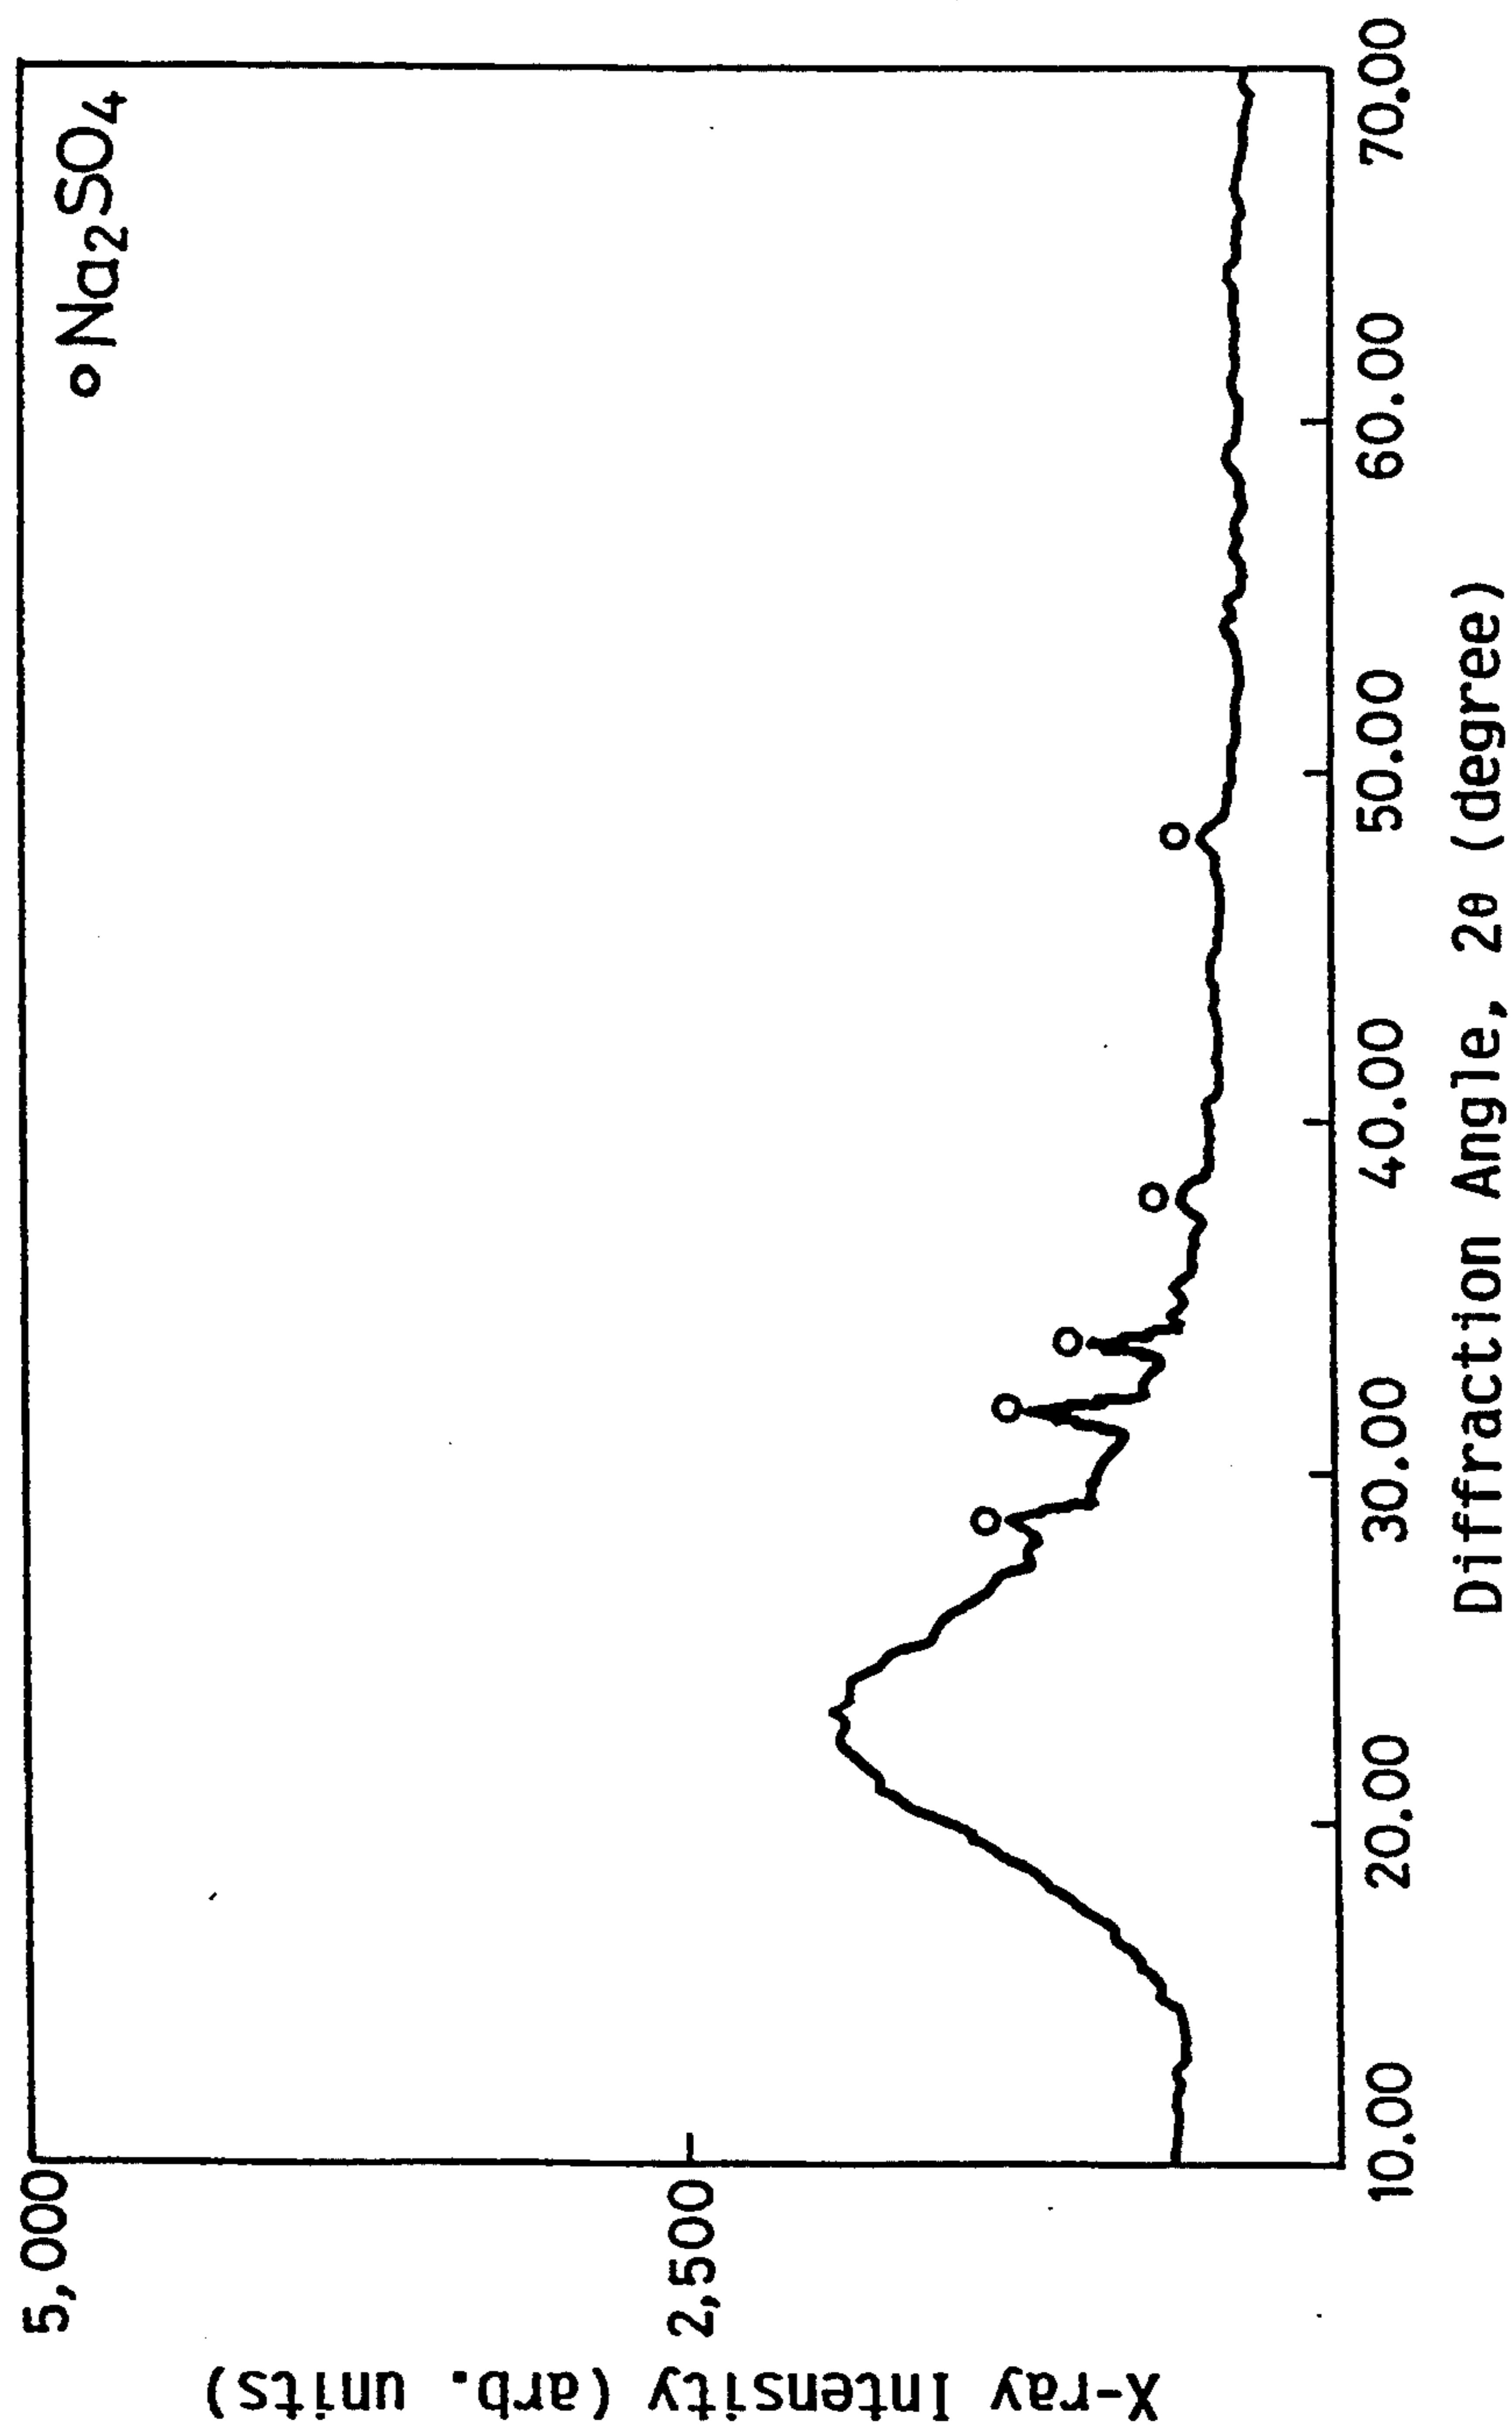 X-ray Intensity (arb. units)
5,000
2,500
○ Na₂SO₄
10.00 20.00 30.00 40.00 50.00 60.00 70.00
Diffraction Angle, 2θ (degree)